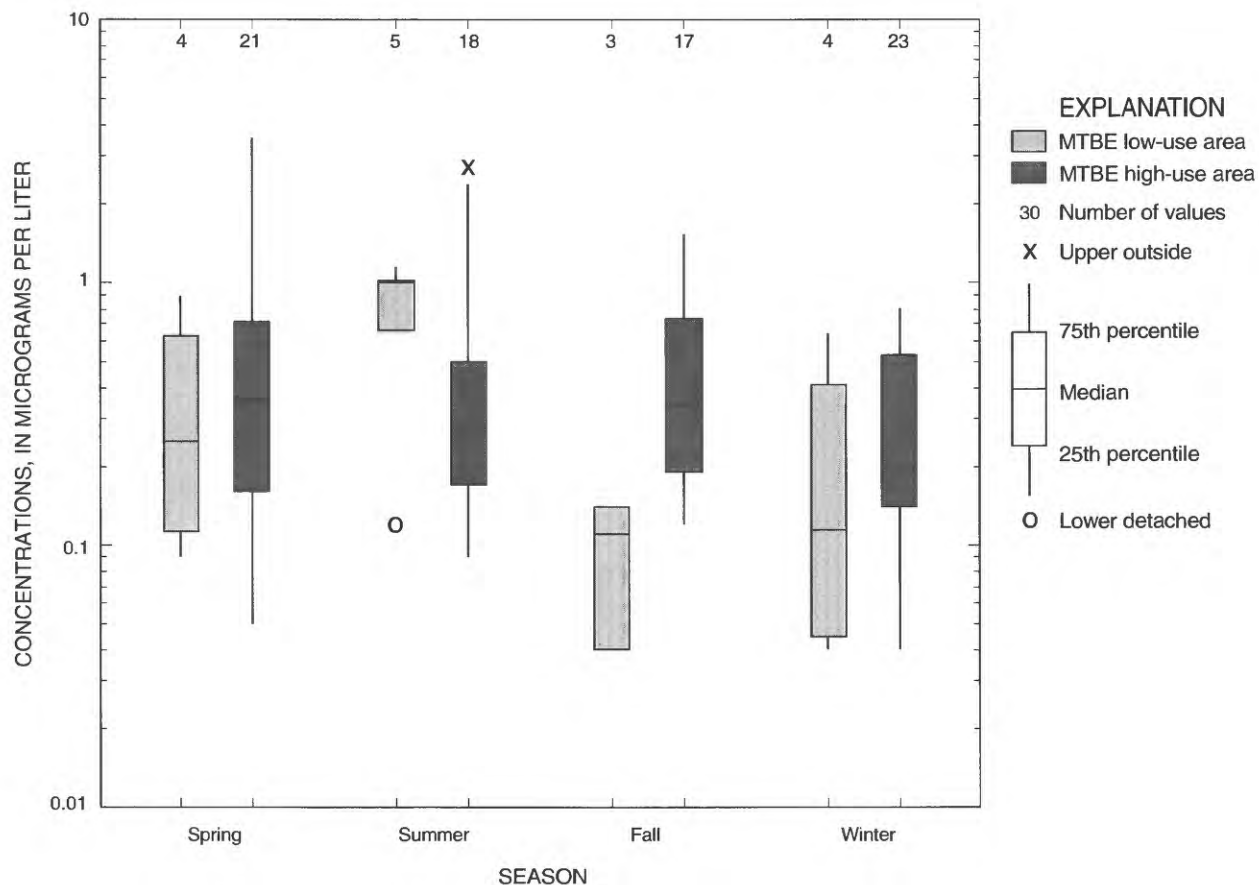 CONCENTRATIONS, IN MICROGRAMS PER LITER
10
1
0.1
0.01
4 21 5 18 3 17 4 23
X
O
Spring Summer Fall Winter
SEASON
EXPLANATION
MTBE low-use area
MTBE high-use area
30 Number of values
X Upper outside
75th percentile
Median
25th percentile
O Lower detached